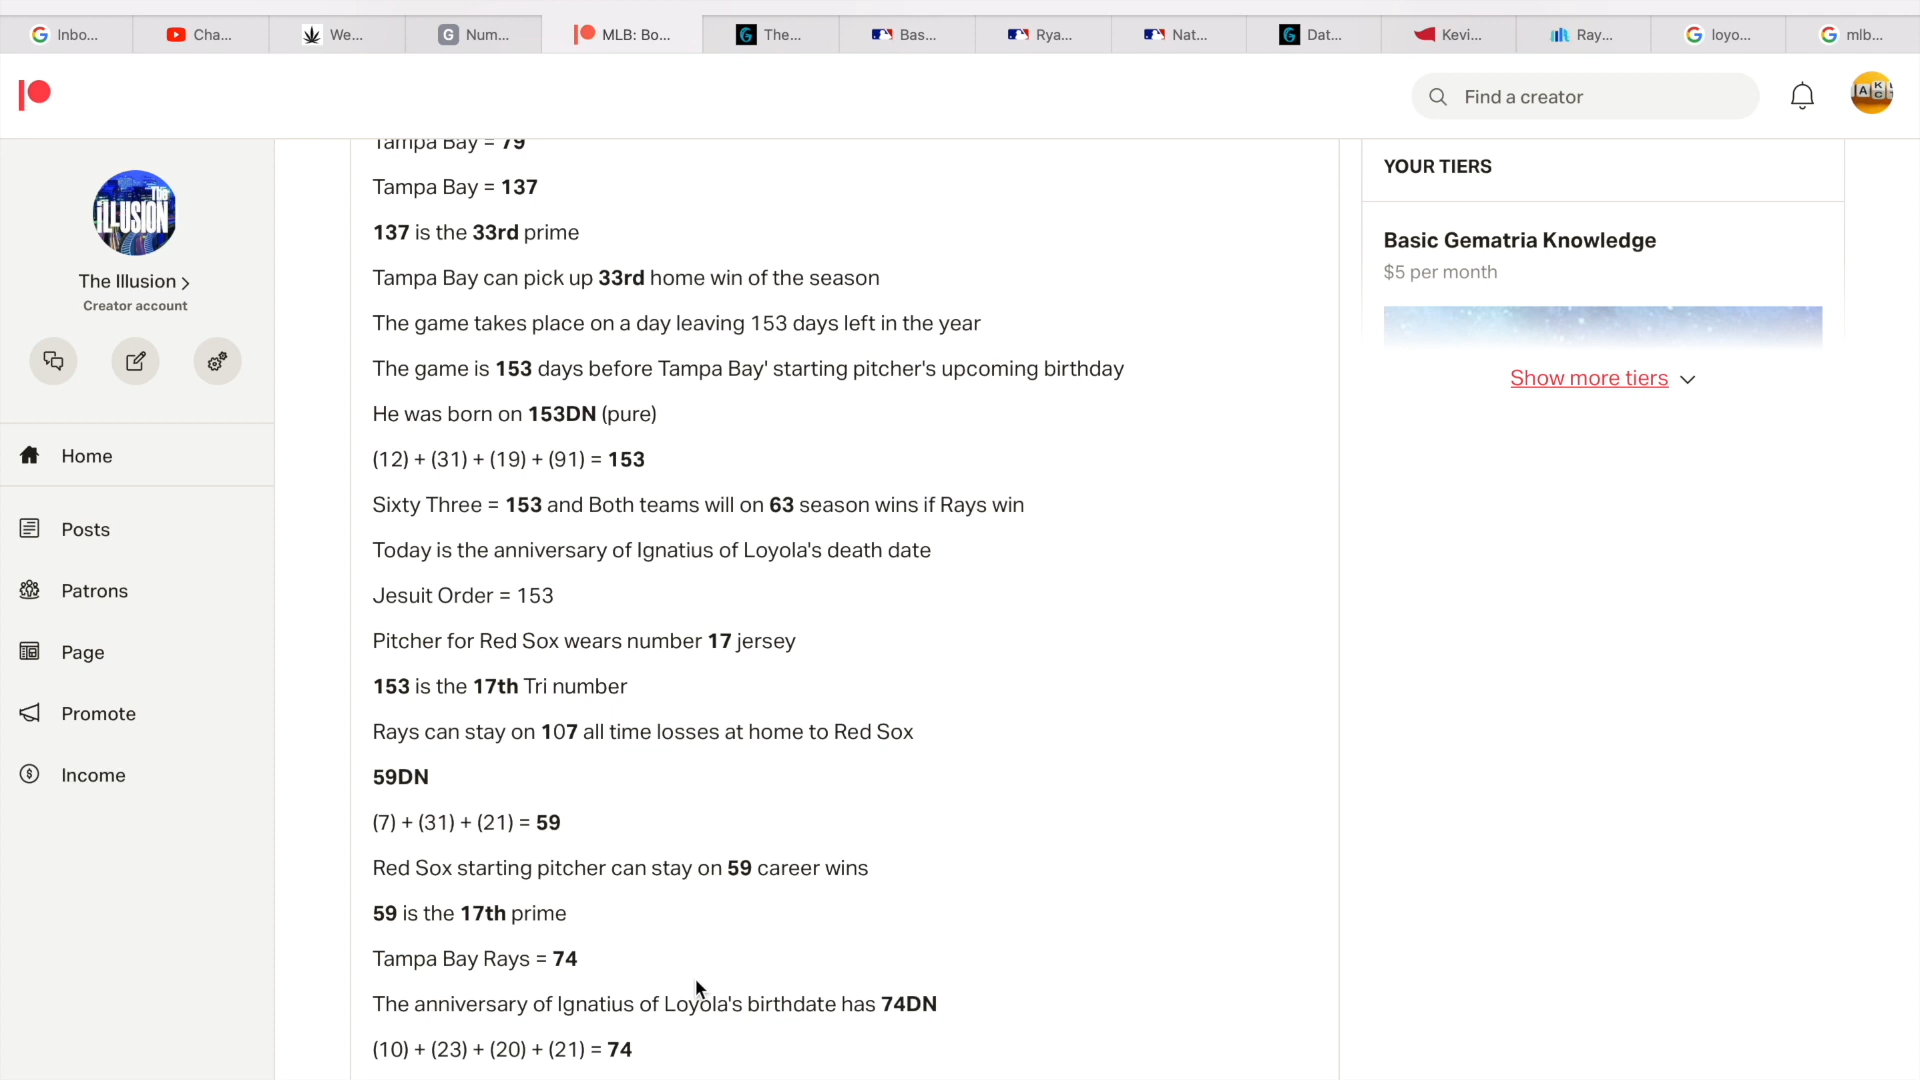 Inbo...
Cha...
We...
Num...
MLB: Bo...
The...
Bas...
Rya...
Nat...
Dat...
Kevi...
Ray...
loyo...
mlb...
Find a creator
The ILLUSION
The Illusion
Creator account
Home
Posts
Patrons
Page
Promote
Income
Tampa Bay = 79
Tampa Bay = 137
137 is the 33rd prime
Tampa Bay can pick up 33rd home win of the season
The game takes place on a day leaving 153 days left in the year
The game is 153 days before Tampa Bay' starting pitcher's upcoming birthday
He was born on 153DN (pure)
(12) + (31) + (19) + (91) = 153
Sixty Three = 153 and Both teams will on 63 season wins if Rays win
Today is the anniversary of Ignatius of Loyola's death date
Jesuit Order = 153
Pitcher for Red Sox wears number 17 jersey
153 is the 17th Tri number
Rays can stay on 107 all time losses at home to Red Sox
59DN
(7) + (31) + (21) = 59
Red Sox starting pitcher can stay on 59 career wins
59 is the 17th prime
Tampa Bay Rays = 74
The anniversary of Ignatius of Loyola's birthdate has 74DN
(10) + (23) + (20) + (21) = 74
YOUR TIERS
Basic Gematria Knowledge
$5 per month
Show more tiers